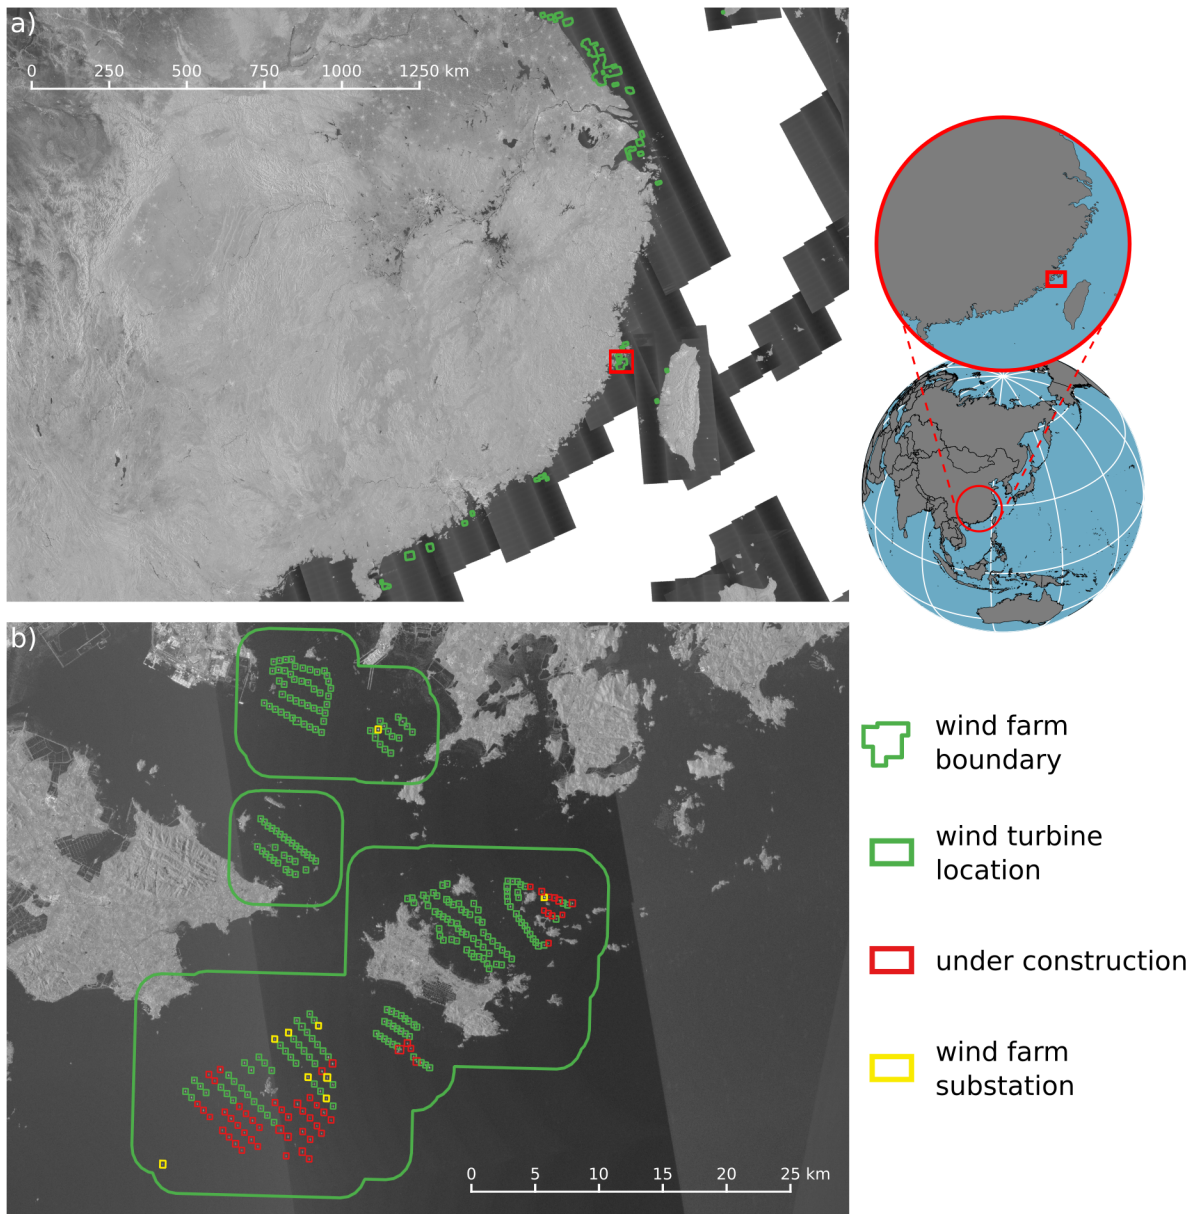 a)
0 250 500 750 1000 1250 km
b)
0 5 10 15 20 25 km
wind farm
boundary
wind turbine
location
under construction
wind farm
substation